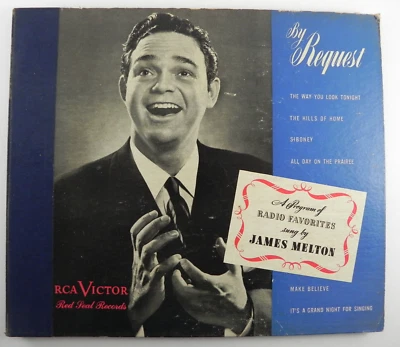 By
Request
THE WAY YOU LOOK TONIGHT
THE HILLS OF HOME
SIBONEY
ALL DAY ON THE PRAIRIE
A Program of
RADIO FAVORITES
sung by
JAMES MELTON
MAKE BELIEVE
IT'S A GRAND NIGHT FOR SINGING
RCA VICTOR
Red Seal Records